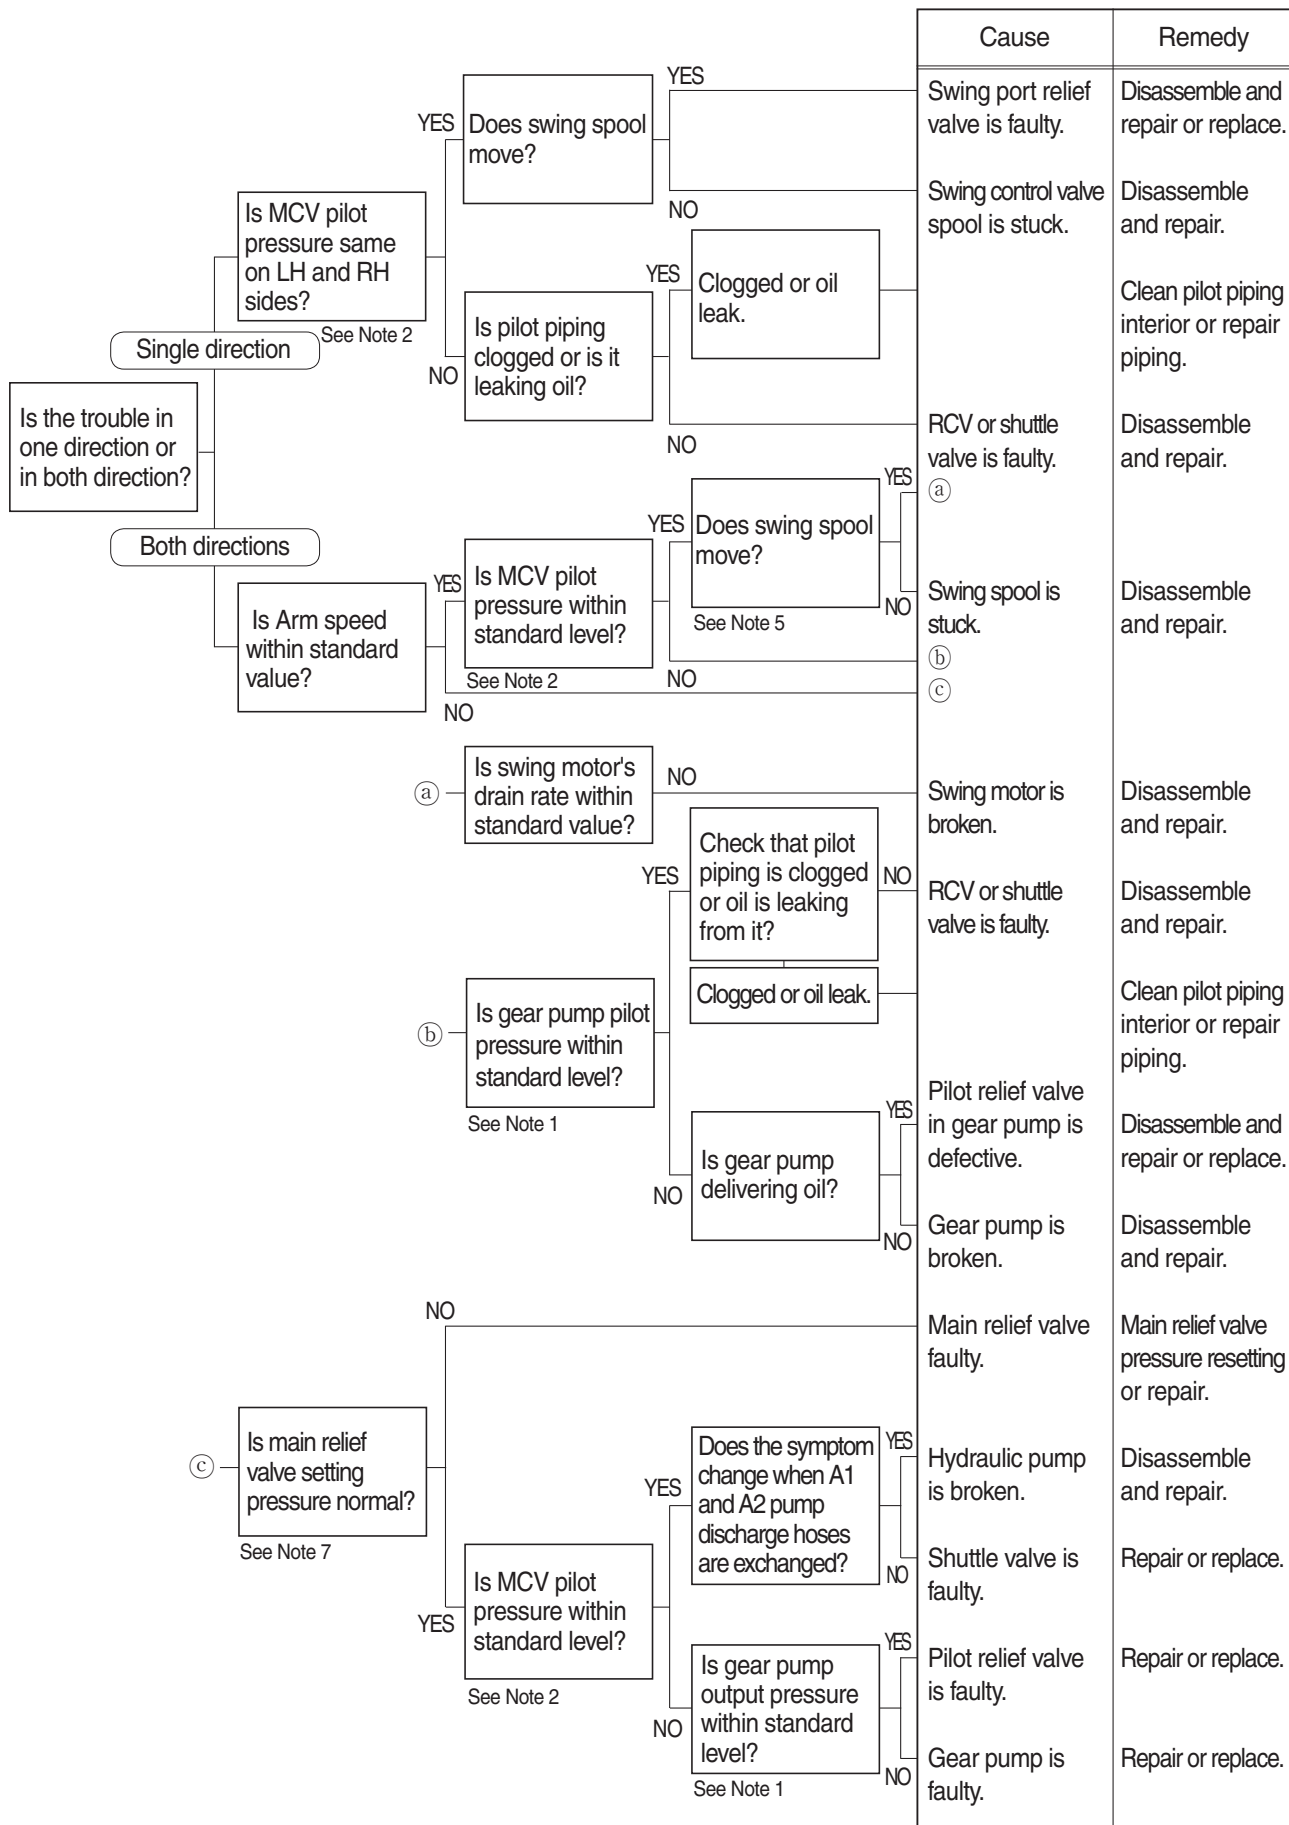 Cause
Remedy
YES
Swing port relief
valve is faulty.
Disassemble and
repair or replace.
YES
Does swing spool
move?
NO
Swing control valve
spool is stuck.
Disassemble
and repair.
Is MCV pilot
pressure same
on LH and RH
sides?
See Note 2
YES
Clogged or oil
leak.
Clean pilot piping
interior or repair
piping.
Single direction
NO
Is pilot piping
clogged or is it
leaking oil?
NO
RCV or shuttle
valve is faulty.
Disassemble
and repair.
Is the trouble in
one direction or
in both direction?
Both directions
YES
ⓐ
YES
Does swing spool
move?
See Note 5
NO
Swing spool is
stuck.
Disassemble
and repair.
YES
Is MCV pilot
pressure within
standard level?
See Note 2
NO
ⓑ
Is Arm speed
within standard
value?
NO
ⓒ
ⓐ
Is swing motor's
drain rate within
standard value?
NO
Swing motor is
broken.
Disassemble
and repair.
YES
Check that pilot
piping is clogged
or oil is leaking
from it?
NO
RCV or shuttle
valve is faulty.
Disassemble
and repair.
Clogged or oil leak.
Clean pilot piping
interior or repair
piping.
ⓑ
Is gear pump pilot
pressure within
standard level?
See Note 1
NO
Is gear pump
delivering oil?
YES
Pilot relief valve
in gear pump is
defective.
Disassemble and
repair or replace.
NO
Gear pump is
broken.
Disassemble
and repair.
NO
Main relief valve
faulty.
Main relief valve
pressure resetting
or repair.
ⓒ
Is main relief
valve setting
pressure normal?
See Note 7
YES
Does the symptom
change when A1
and A2 pump
discharge hoses
are exchanged?
YES
Hydraulic pump
is broken.
Disassemble
and repair.
NO
Shuttle valve is
faulty.
Repair or replace.
YES
Is MCV pilot
pressure within
standard level?
See Note 2
NO
Is gear pump
output pressure
within standard
level?
See Note 1
YES
Pilot relief valve
is faulty.
Repair or replace.
NO
Gear pump is
faulty.
Repair or replace.